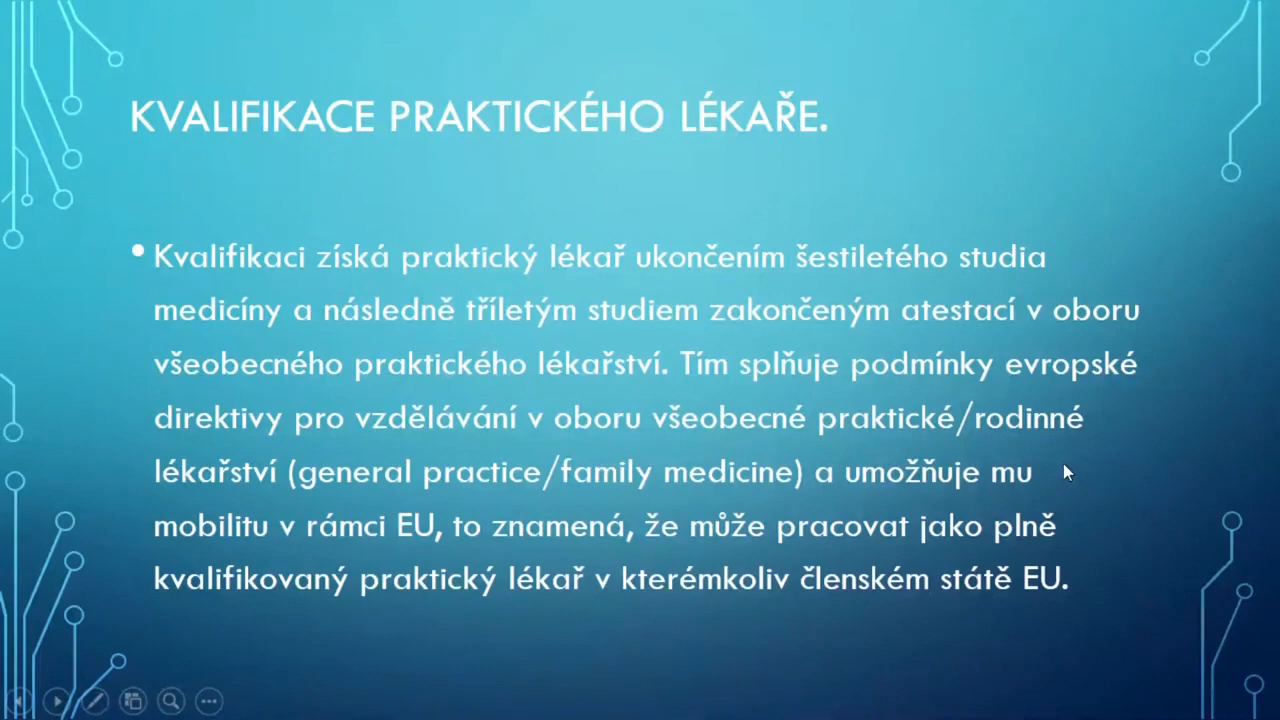 KVALIFIKACE PRAKTICKÉHO LÉKAŘE.
• Kvalifikaci získá praktický lékař ukončením šestiletého studia
medicíny a následně tříletým studiem zakončeným atestací v oboru
všeobecného praktického lékařství. Tím splňuje podmínky evropské
direktivy pro vzdělávání v oboru všeobecné praktické/rodinné
lékařství (general practice/family medicine) a umožňuje mu
mobilitu v rámci EU, to znamená, že může pracovat jako plně
kvalifikovaný praktický lékař v kterémkoliv členském státě EU.